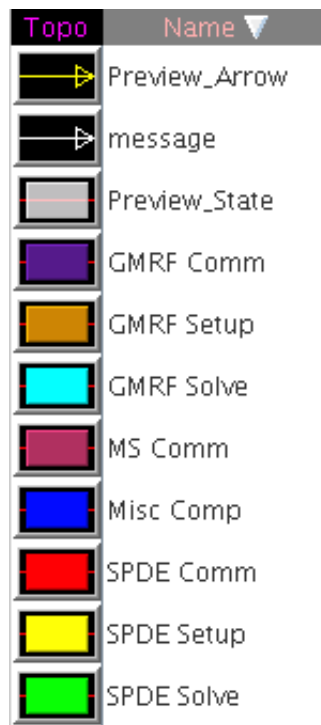 Topo Name
Preview_Arrow
message
Preview_State
GMRF Comm
GMRF Setup
GMRF Solve
MS Comm
Misc Comp
SPDE Comm
SPDE Setup
SPDE Solve